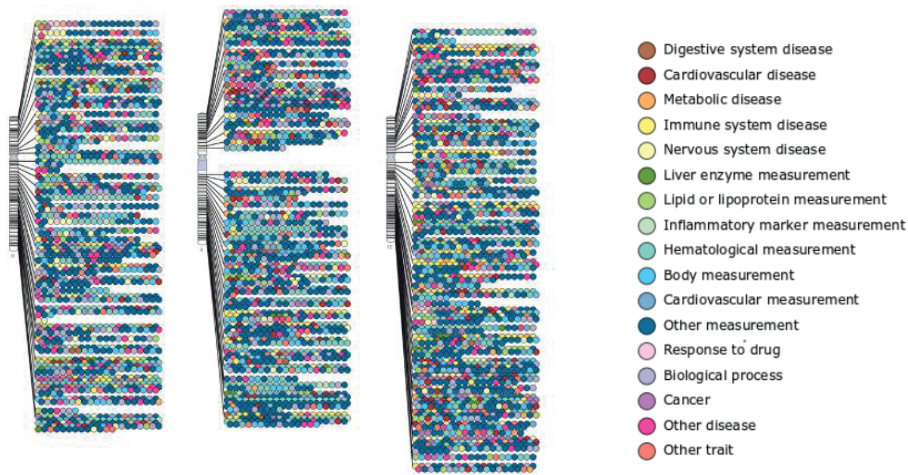 Digestive system disease
Cardiovascular disease
Metabolic disease
Immune system disease
Nervous system disease
Liver enzyme measurement
Lipid or lipoprotein measurement
Inflammatory marker measurement
Hematological measurement
Body measurement
Cardiovascular measurement
Other measurement
Response to drug
Biological process
Cancer
Other disease
Other trait